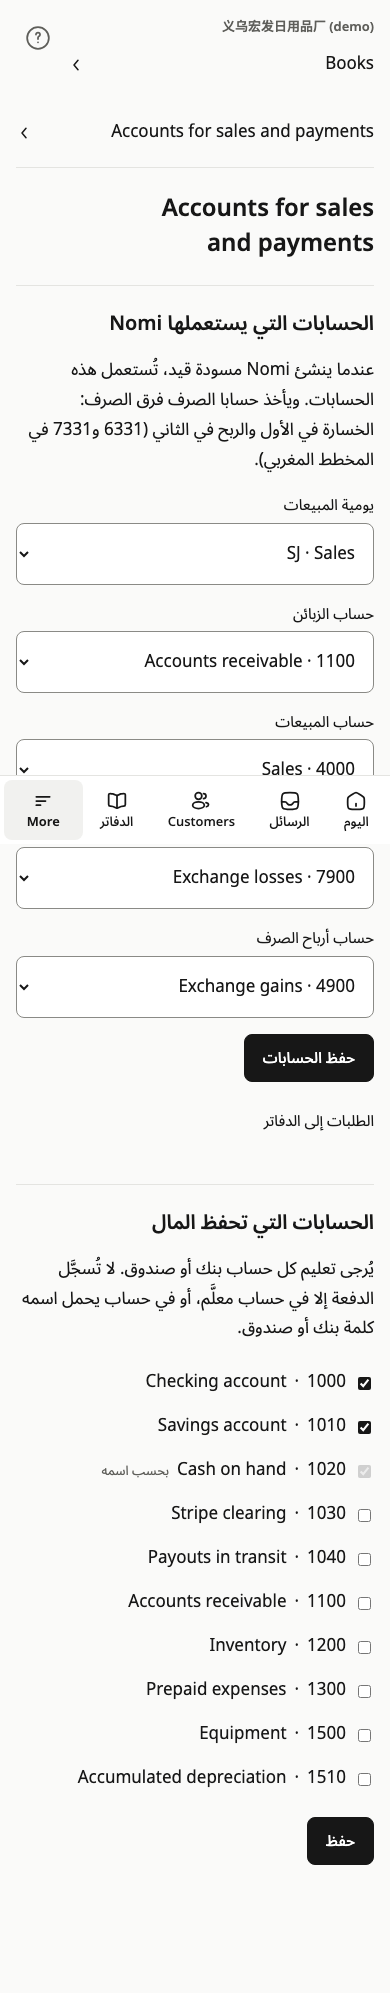 义乌宏发日用品厂 (demo)
Books
Accounts for sales and payments
Accounts for sales
and payments
الحسابات التي يستعملها Nomi
عندما ينشئ Nomi مسودة قيد، تُستعمل هذه
الحسابات. ويأخذ حسابا الصرف فرق الصرف:
الخسارة في الأول والربح في الثاني (6331 و7331 في
المخطط المغربي).
يومية المبيعات
SJ · Sales
حساب الزبائن
1100 · Accounts receivable
حساب المبيعات
4000 · Sales
اليوم
الرسائل
Customers
الدفاتر
More
7900 · Exchange losses
حساب أرباح الصرف
4900 · Exchange gains
حفظ الحسابات
الطلبات إلى الدفاتر
الحسابات التي تحفظ المال
يُرجى تعليم كل حساب بنك أو صندوق. لا تُسجَّل
الدفعة إلا في حساب معلَّم، أو في حساب يحمل اسمه
كلمة بنك أو صندوق.
1000 · Checking account
1010 · Savings account
1020 · Cash on hand بحسب اسمه
1030 · Stripe clearing
1040 · Payouts in transit
1100 · Accounts receivable
1200 · Inventory
1300 · Prepaid expenses
1500 · Equipment
1510 · Accumulated depreciation
حفظ